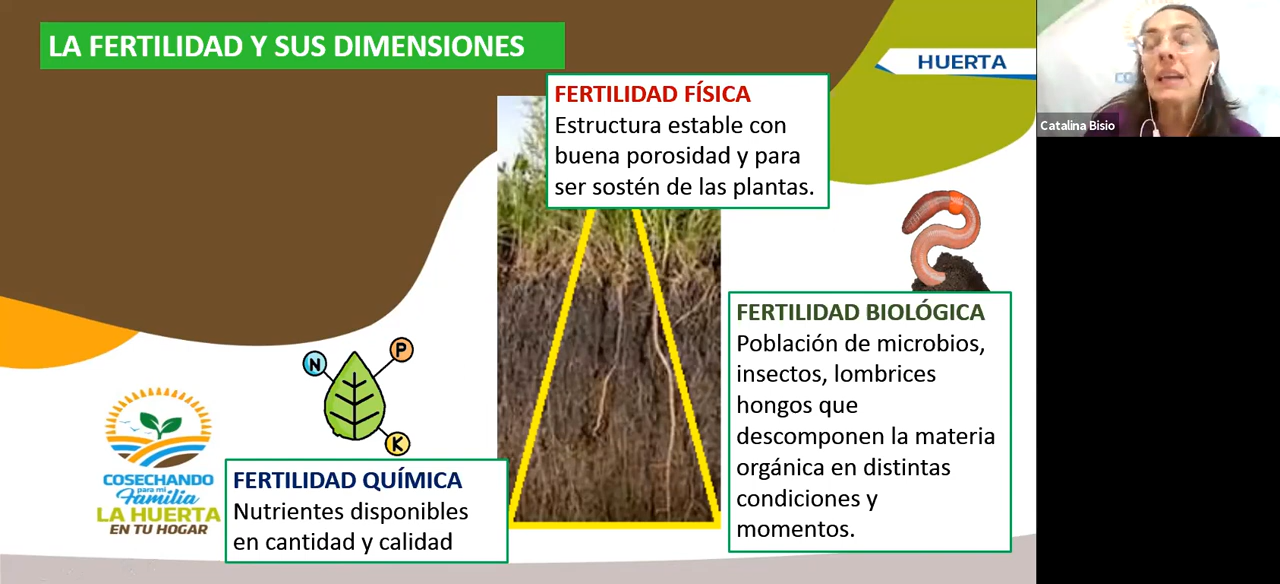 LA FERTILIDAD Y SUS DIMENSIONES
HUERTA
Catalina Bisio
FERTILIDAD FÍSICA
Estructura estable con
buena porosidad y para
ser sostén de las plantas.
FERTILIDAD BIOLÓGICA
Población de microbios,
insectos, lombrices
hongos que
descomponen la materia
orgánica en distintas
condiciones y
momentos.
N
P
K
COSECHANDO
para mi
Familia
LA HUERTA
EN TU HOGAR
FERTILIDAD QUÍMICA
Nutrientes disponibles
en cantidad y calidad